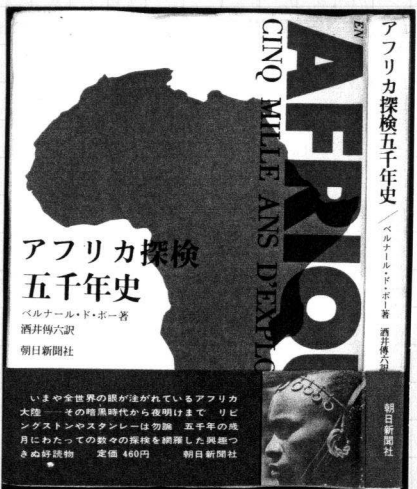 アフリカ探検
五千年史
ベルナール・ド・ボー著
酒井傳六訳
朝日新聞社
EN
AFRIQU
CINQ MILLE ANS D'EXPLO
いまや全世界の眼が注がれているアフリカ
大陸——その暗黒時代から夜明けまで リビ
ングストンやスタンレーは勿論 五千年の歳
月にわたっての数々の探検を網羅した興趣つ
きぬ好読物 定価 460円 朝日新聞社
アフリカ探検五千年史/ベルナール・ド・ボー著 酒井傳六訳
朝日新聞社